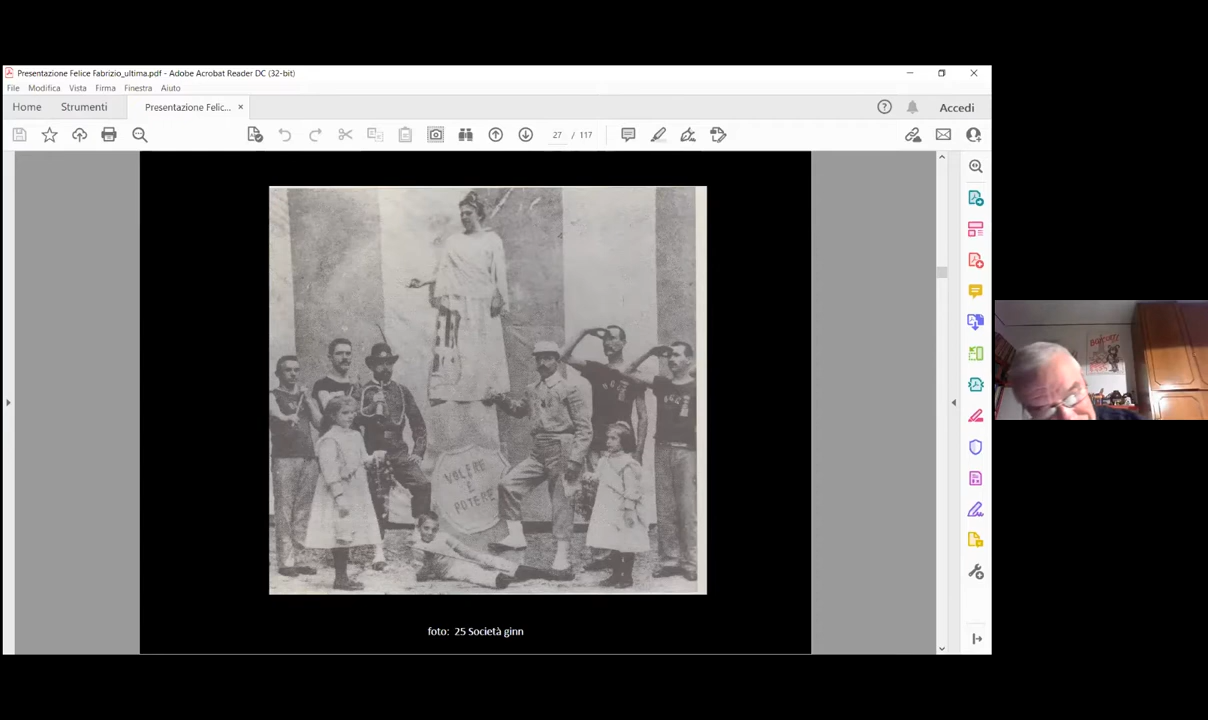 Presentazione Felice Fabrizio_ultima.pdf - Adobe Acrobat Reader DC (32-bit)
File Modifica Vista Firma Finestra Aiuto
Home Strumenti Presentazione Felic... × Accedi
27 / 117
VOLERE
È
POTERE
foto: 25 Società ginn